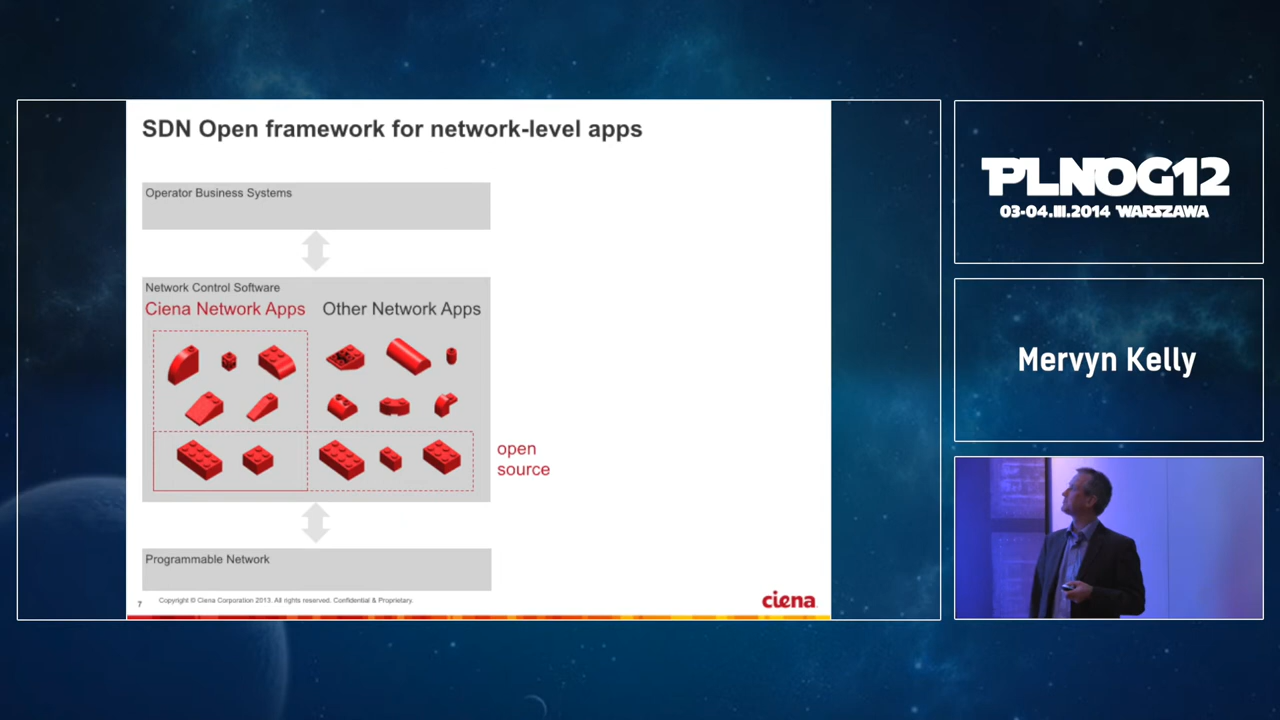 SDN Open framework for network-level apps
Operator Business Systems
Network Control Software
Ciena Network Apps
Other Network Apps
open
source
Programmable Network
7
Copyright © Ciena Corporation 2013. All rights reserved. Confidential & Proprietary.
ciena
PLNOG12
03-04.III.2014 WARSZAWA
Mervyn Kelly